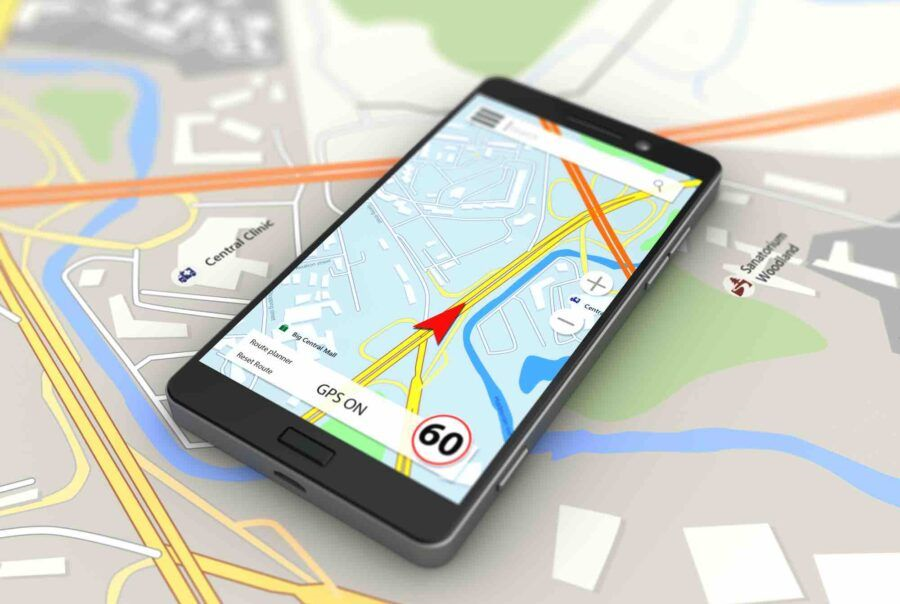 Central Clinic
Sanatorium
Woodland
Big Central Mall
Route planner
Reset Route
GPS ON
60